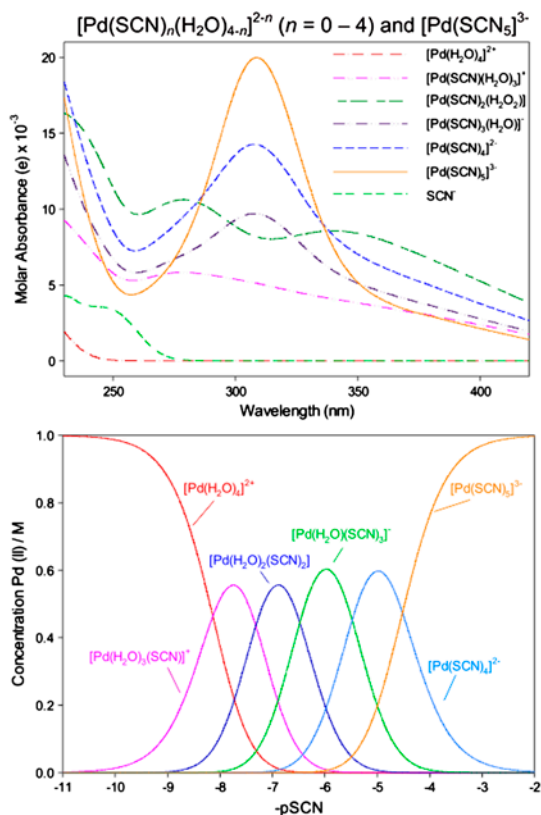 [Pd(SCN)n(H2O)4-n]2-n (n = 0 – 4) and [Pd(SCN5]3-
20
15
10
5
0
Molar Absorbance (e) x 10-3
[Pd(H2O)4]2+
[Pd(SCN)(H2O)3]+
[Pd(SCN)2(H2O2)]
[Pd(SCN)3(H2O)]-
[Pd(SCN)4]2-
[Pd(SCN)5]3-
SCN-
250
300
350
400
Wavelength (nm)
1.0
0.8
0.6
0.4
0.2
0.0
Concentration Pd (II) / M
[Pd(H2O)4]2+
[Pd(SCN)5]3-
[Pd(H2O)(SCN)3]-
[Pd(H2O)2(SCN)2]
[Pd(H2O)3(SCN)]+
[Pd(SCN)4]2-
-11
-10
-9
-8
-7
-6
-5
-4
-3
-2
-pSCN